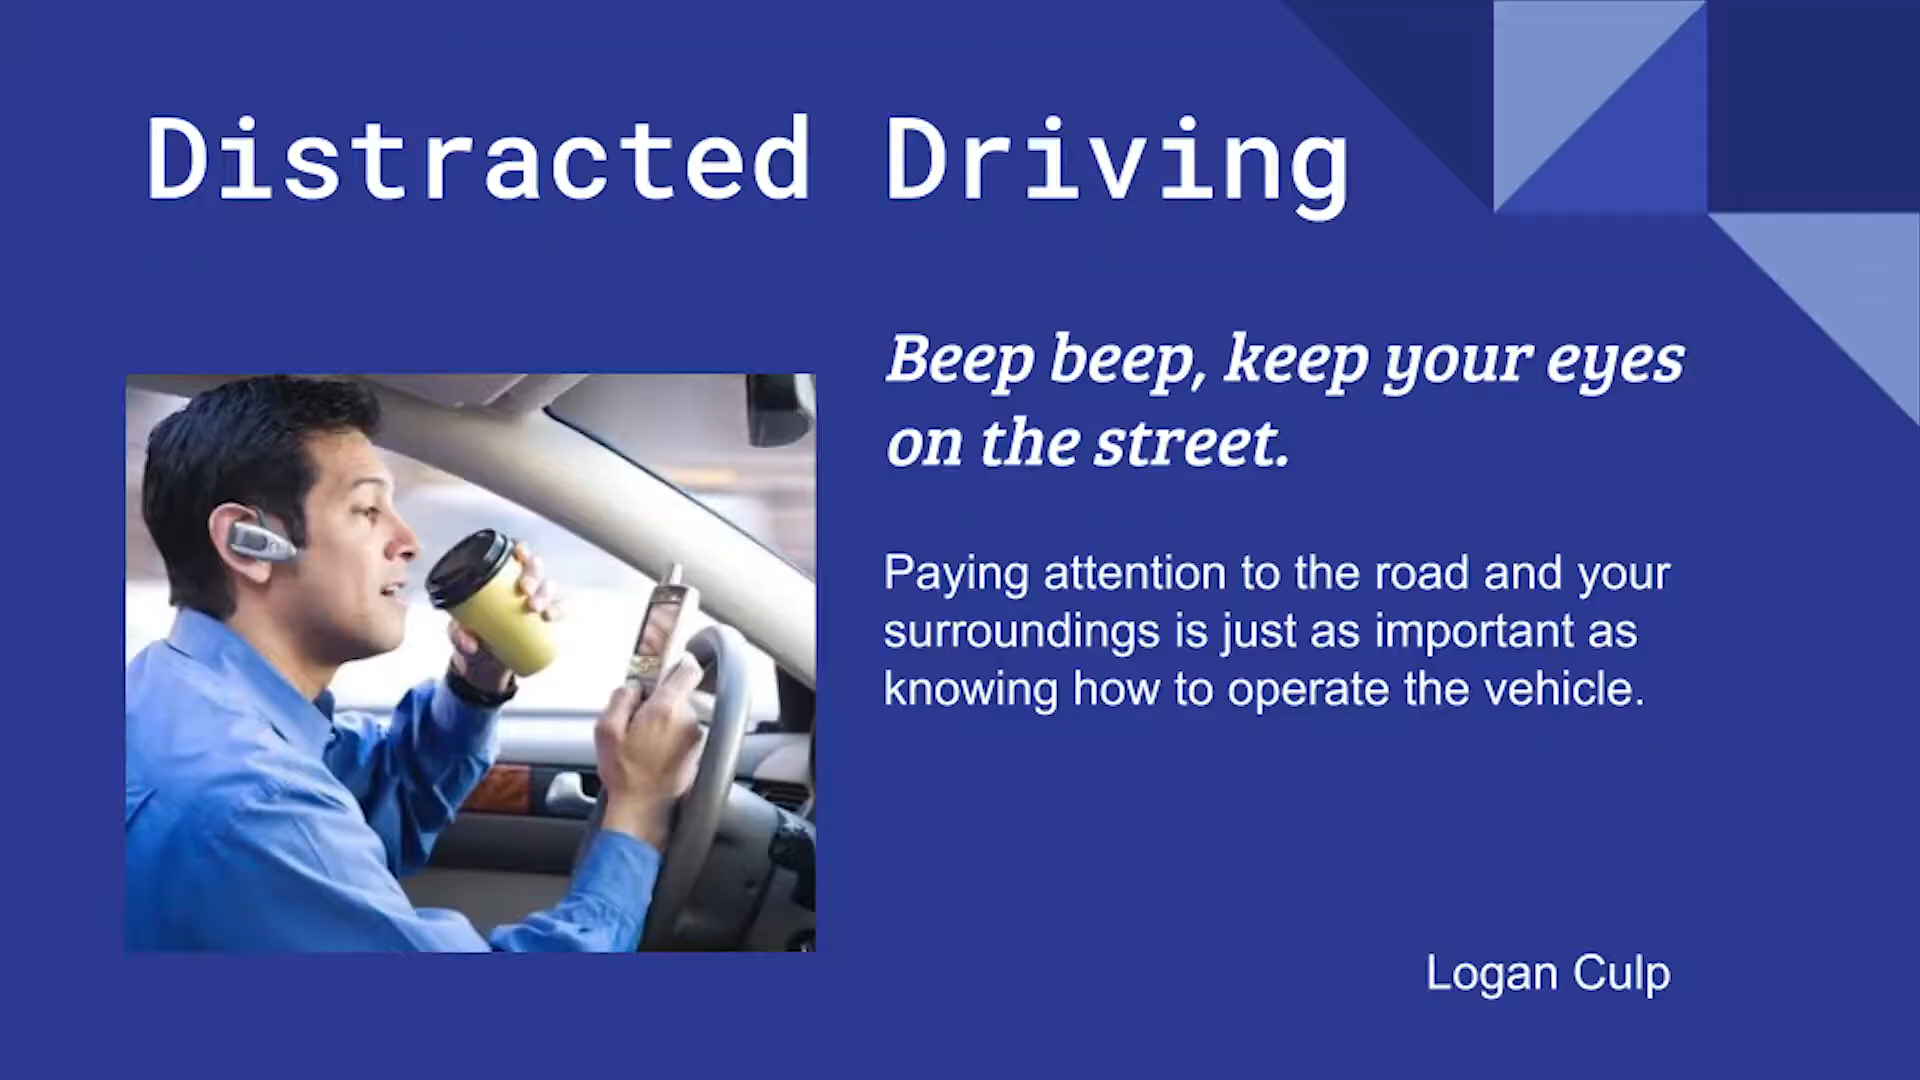 Distracted Driving
Beep beep, keep your eyes
on the street.
Paying attention to the road and your
surroundings is just as important as
knowing how to operate the vehicle.
Logan Culp